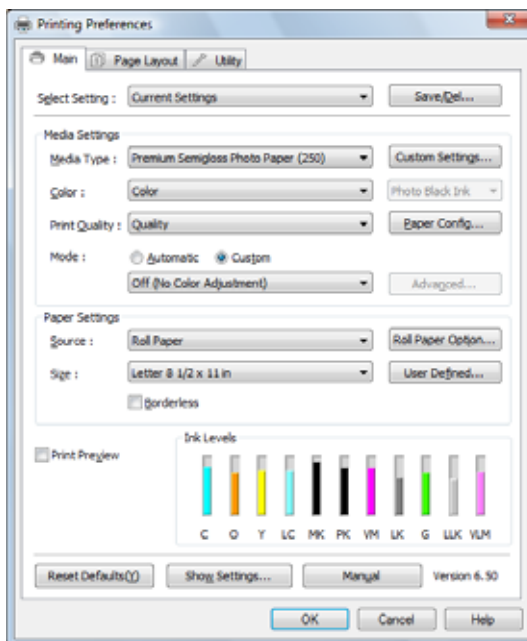 Printing Preferences
Main Page Layout Utility
Select Setting : Current Settings Save/Del...
Media Settings
Media Type : Premium Semigloss Photo Paper (250) Custom Settings...
Color : Color Photo Black Ink
Print Quality : Quality Paper Config...
Mode : Automatic Custom
Off (No Color Adjustment) Advanced...
Paper Settings
Source : Roll Paper Roll Paper Option...
Size : Letter 8 1/2 x 11 in User Defined...
Borderless
Print Preview
Ink Levels
C O Y LC MK PK VM LK G LLK VLM
Reset Defaults(Y) Show Settings... Manual Version 6.50
OK Cancel Help